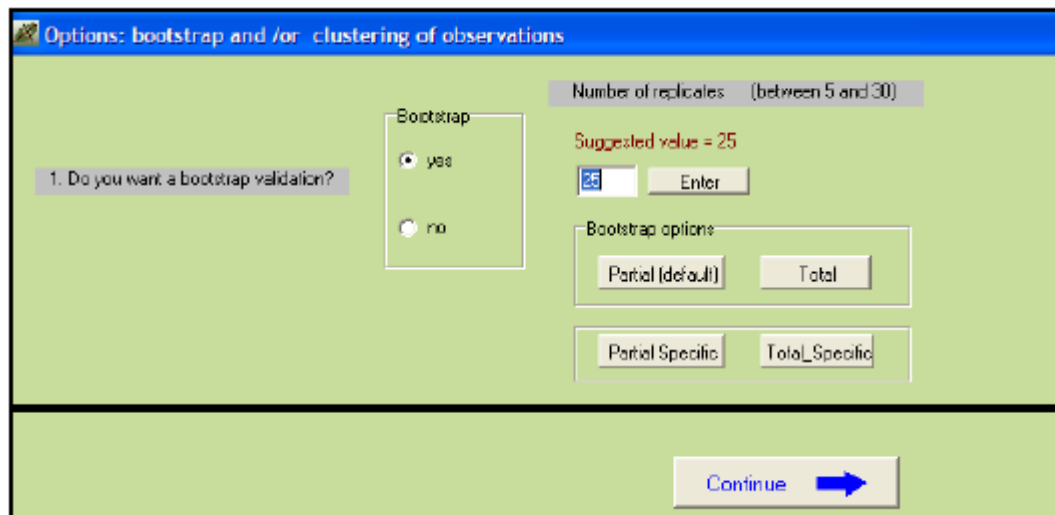 Options: bootstrap and /or clustering of observations
Number of replicates (between 5 and 30)
Bootstrap
Suggested value = 25
yes
1. Do you want a bootstrap validation?
25 Enter
no
Bootstrap options
Partial (default) Total
Partial Specific Total_Specific
Continue